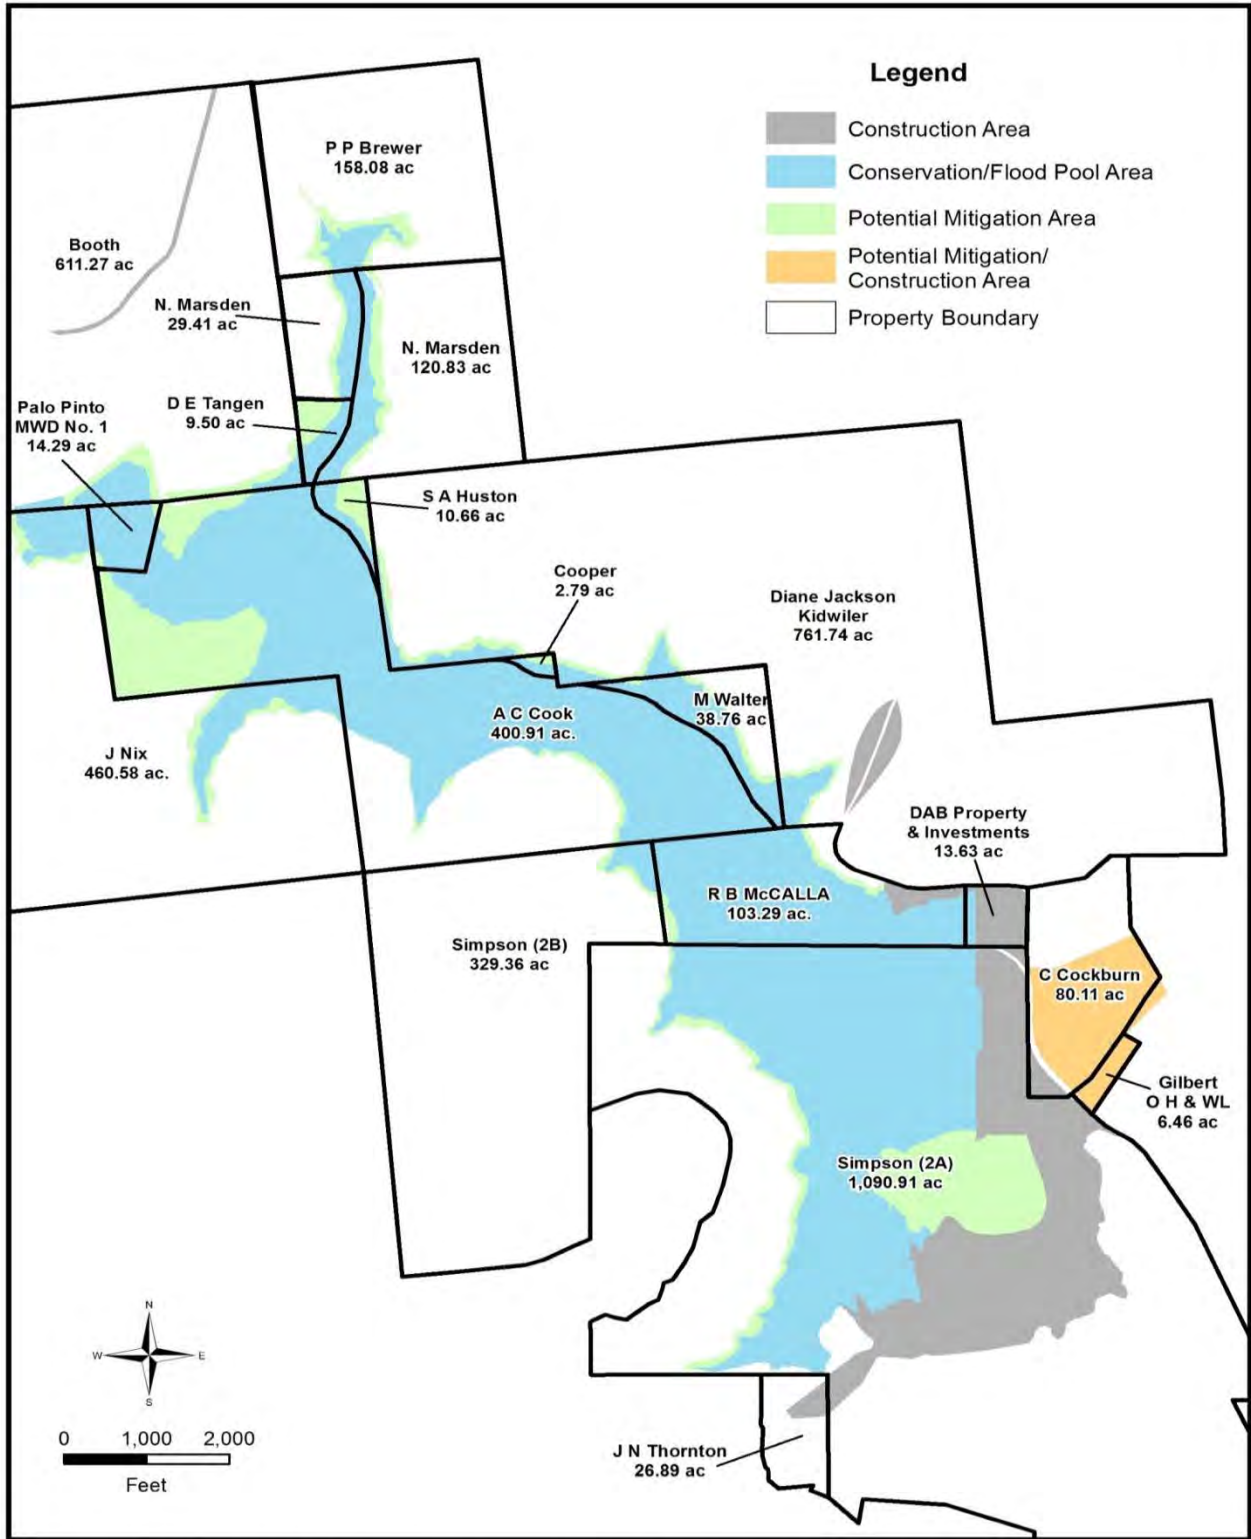 Legend
Construction Area
Conservation/Flood Pool Area
Potential Mitigation Area
Potential Mitigation/
Construction Area
Property Boundary
P P Brewer
158.08 ac
Booth
611.27 ac
N. Marsden
29.41 ac
N. Marsden
120.83 ac
D E Tangen
9.50 ac
Palo Pinto
MWD No. 1
14.29 ac
S A Huston
10.66 ac
Cooper
2.79 ac
Diane Jackson
Kidwiler
761.74 ac
M Walter
38.76 ac
A C Cook
400.91 ac.
J Nix
460.58 ac.
DAB Property
& Investments
13.63 ac
R B McCALLA
103.29 ac.
Simpson (2B)
329.36 ac
C Cockburn
80.11 ac
Gilbert
O H & WL
6.46 ac
Simpson (2A)
1,090.91 ac
J N Thornton
26.89 ac
N
W
E
S
0 1,000 2,000
Feet